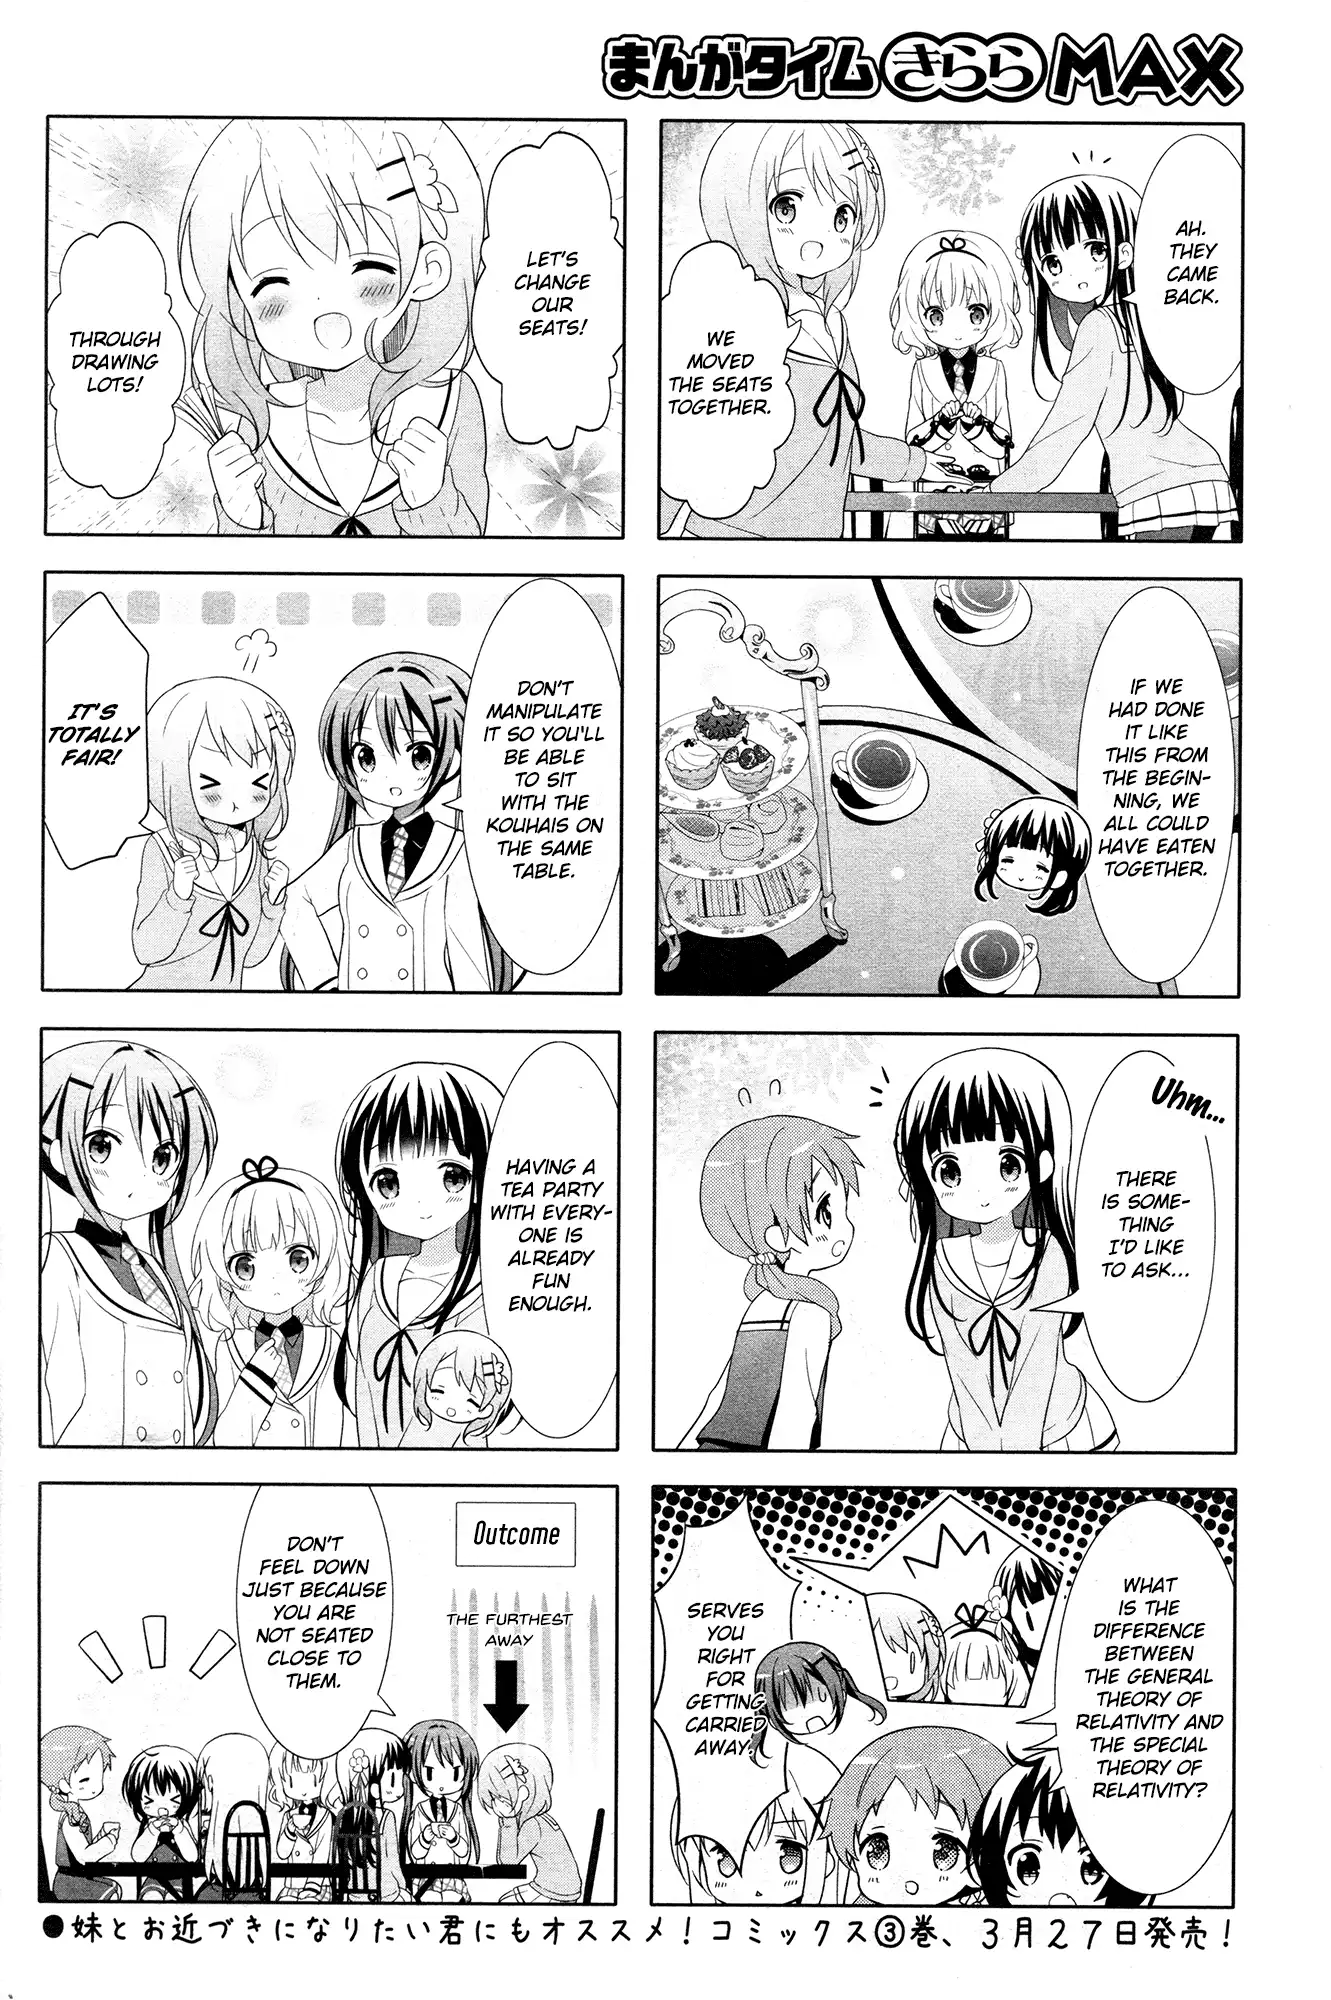 まんがタイムきららMAX
AH.
THEY
CAME
BACK.
WE
MOVED
THE SEATS
TOGETHER.
IF WE
HAD DONE
IT LIKE
THIS FROM
THE BEGIN-
NING, WE
ALL COULD
HAVE EATEN
TOGETHER.
Uhm...
THERE
IS SOME-
THING
I'D LIKE
TO ASK...
WHAT
IS THE
DIFFERENCE
BETWEEN
THE GENERAL
THEORY OF
RELATIVITY AND
THE SPECIAL
THEORY OF
RELATIVITY?
SERVES
YOU
RIGHT
FOR
GETTING
CARRIED
AWAY.
LET'S
CHANGE
OUR
SEATS!
THROUGH
DRAWING
LOTS!
DON'T
MANIPULATE
IT SO YOU'LL
BE ABLE
TO SIT
WITH THE
KOUHAIS ON
THE SAME
TABLE.
IT'S
TOTALLY
FAIR!
HAVING A
TEA PARTY
WITH EVERY-
ONE IS
ALREADY
FUN
ENOUGH.
Outcome
THE FURTHEST
AWAY
DON'T
FEEL DOWN
JUST BECAUSE
YOU ARE
NOT SEATED
CLOSE TO
THEM.
●妹とお近づきになりたい君にもオススメ!コミックス③巻、3月27日発売!